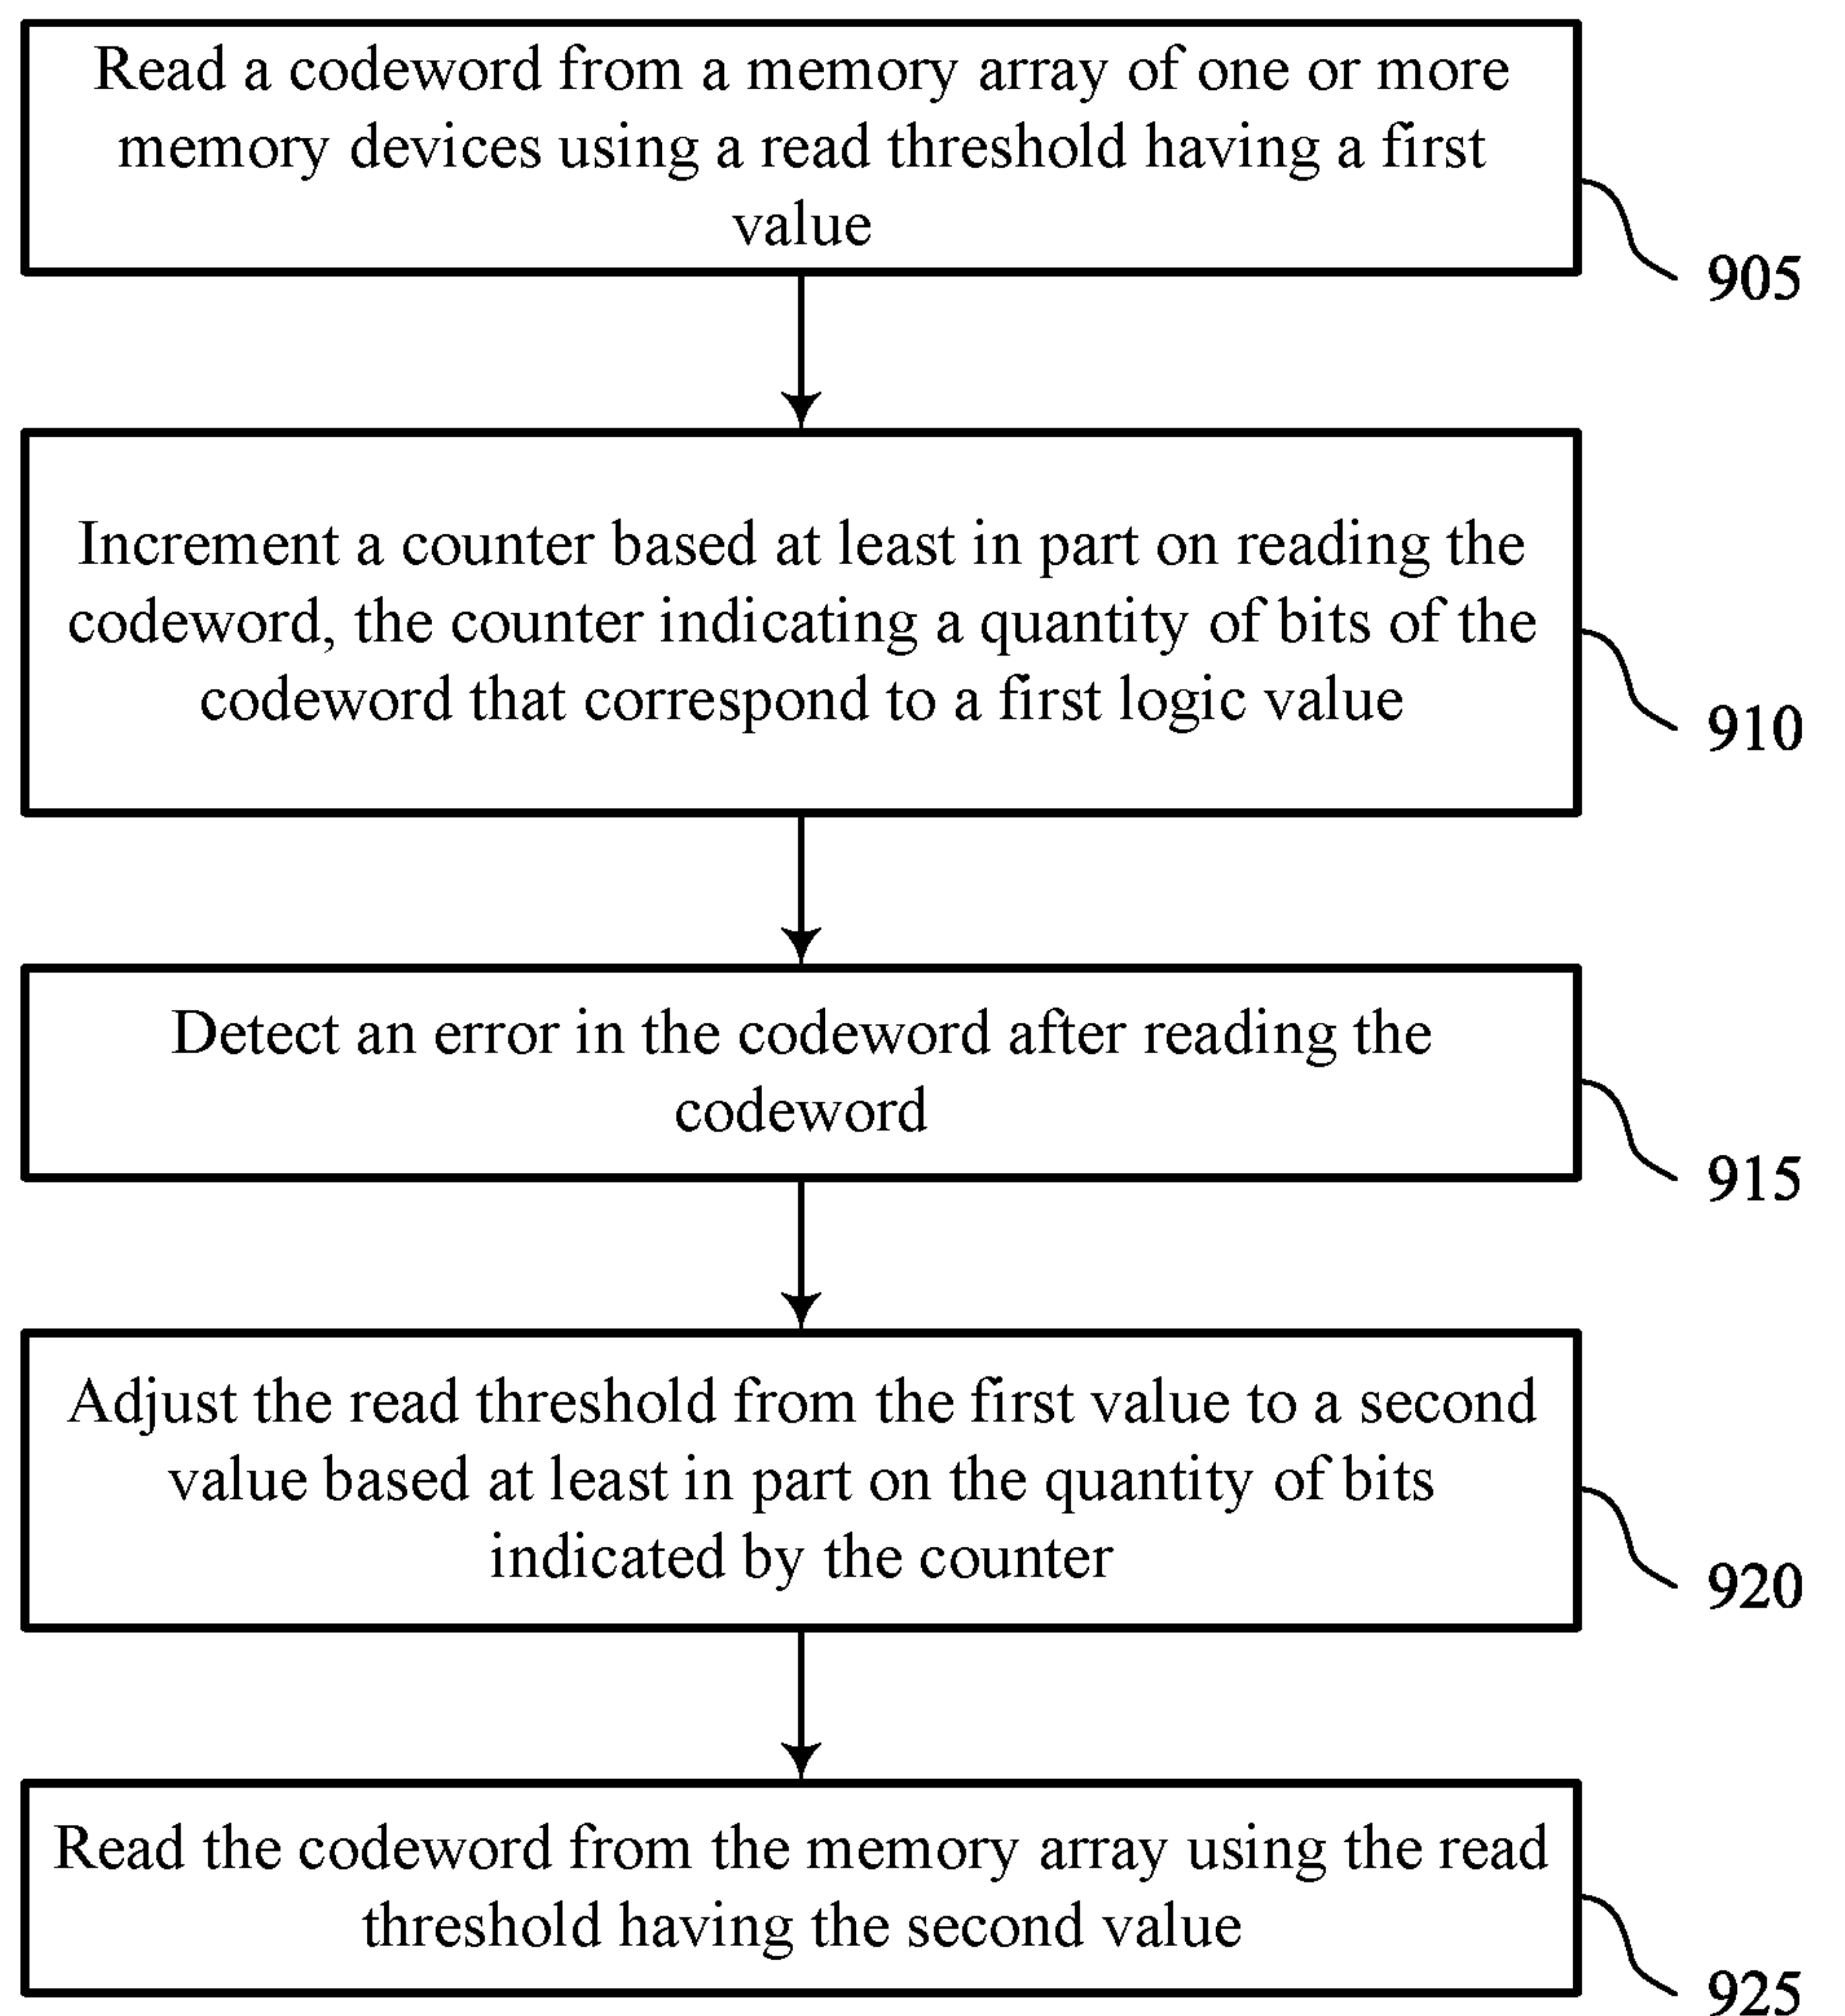 Read a codeword from a memory array of one or more
memory devices using a read threshold having a first
value
905
Increment a counter based at least in part on reading the
codeword, the counter indicating a quantity of bits of the
codeword that correspond to a first logic value
910
Detect an error in the codeword after reading the
codeword
915
Adjust the read threshold from the first value to a second
value based at least in part on the quantity of bits
indicated by the counter
920
Read the codeword from the memory array using the read
threshold having the second value
925